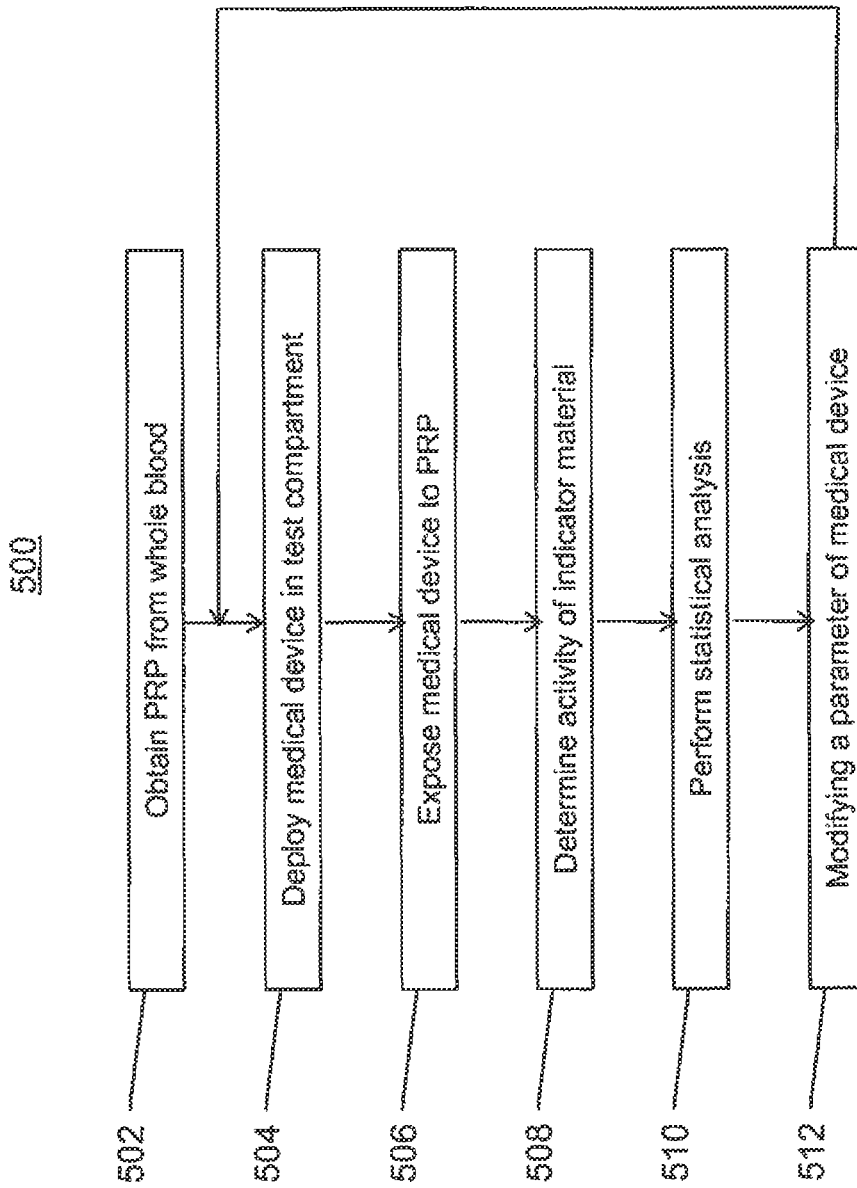 500
502
Obtain PRP from whole blood
504
Deploy medical device in test compartment
506
Expose medical device to PRP
508
Determine activity of indicator material
510
Perform statistical analysis
512
Modifying a parameter of medical device